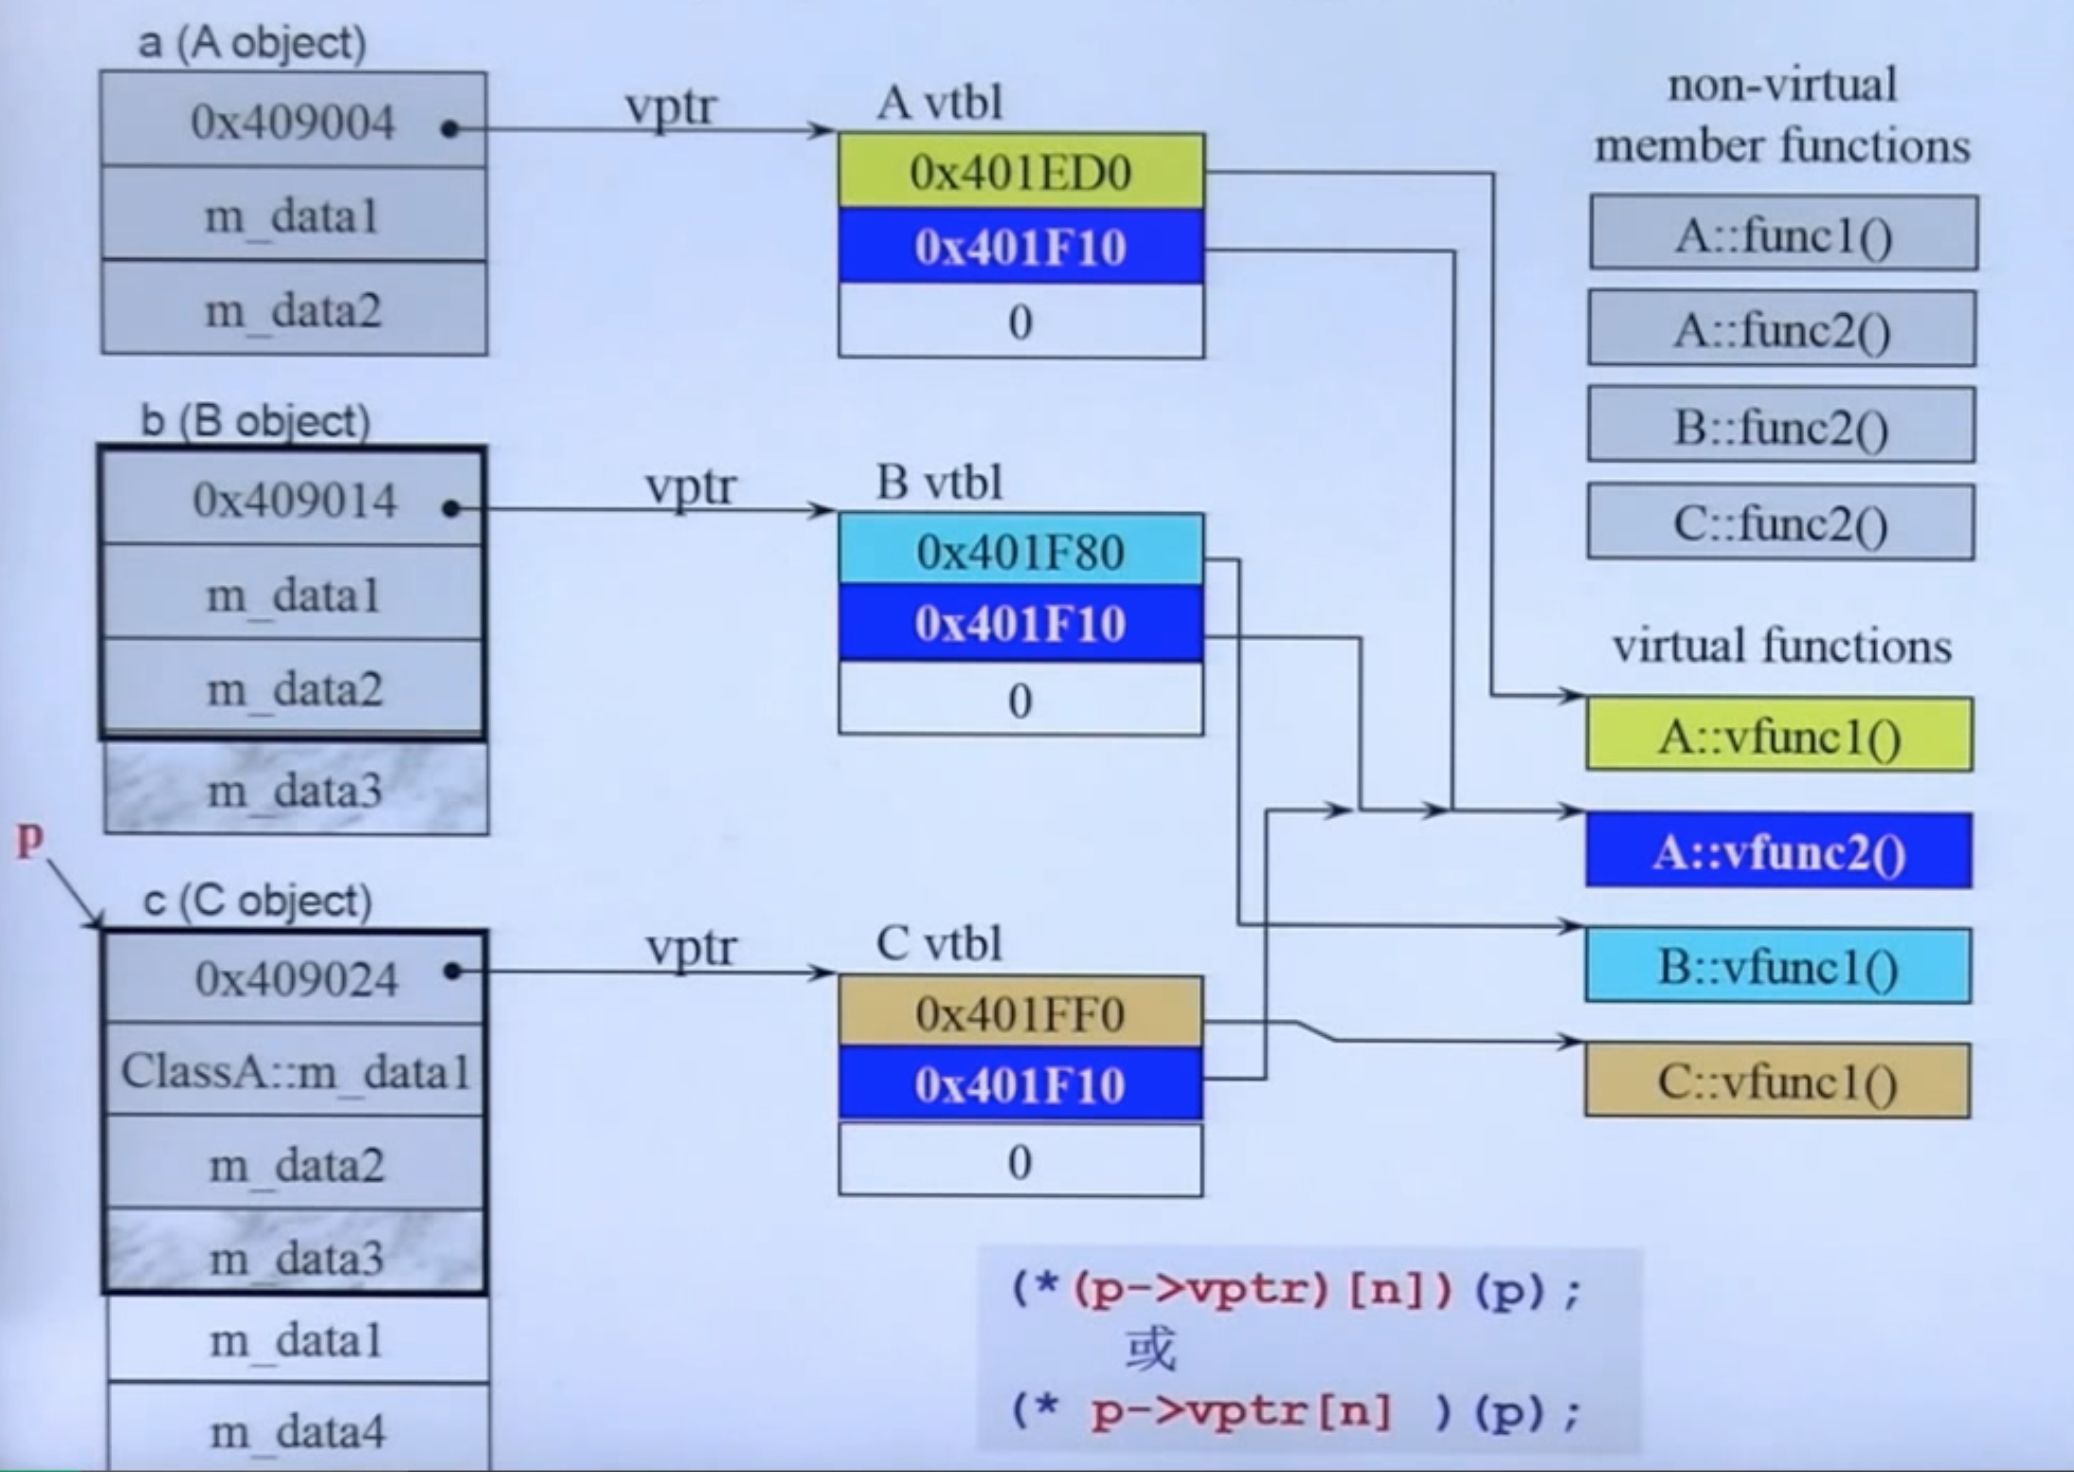 a (A object)
0x409004
m_data1
m_data2
vptr
A vtbl
0x401ED0
0x401F10
0
b (B object)
0x409014
m_data1
m_data2
m_data3
vptr
B vtbl
0x401F80
0x401F10
0
p
c (C object)
0x409024
ClassA::m_data1
m_data2
m_data3
m_data1
m_data4
vptr
C vtbl
0x401FF0
0x401F10
0
non-virtual
member functions
A::func1()
A::func2()
B::func2()
C::func2()
virtual functions
A::vfunc1()
A::vfunc2()
B::vfunc1()
C::vfunc1()
(*(p->vptr)[n])(p);
或
(* p->vptr[n] )(p);